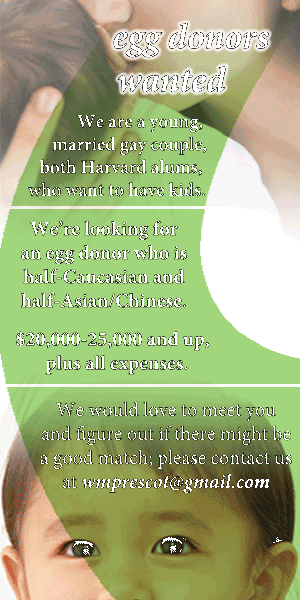 egg donors
wanted
We are a young,
married gay couple,
both Harvard alums,
who want to have kids.
We're looking for
an egg donor who is
half-Caucasian and
half-Asian/Chinese.
$20,000-25,000 and up,
plus all expenses.
We would love to meet you
and figure out if there might be
a good match; please contact us
at wmprescot@gmail.com